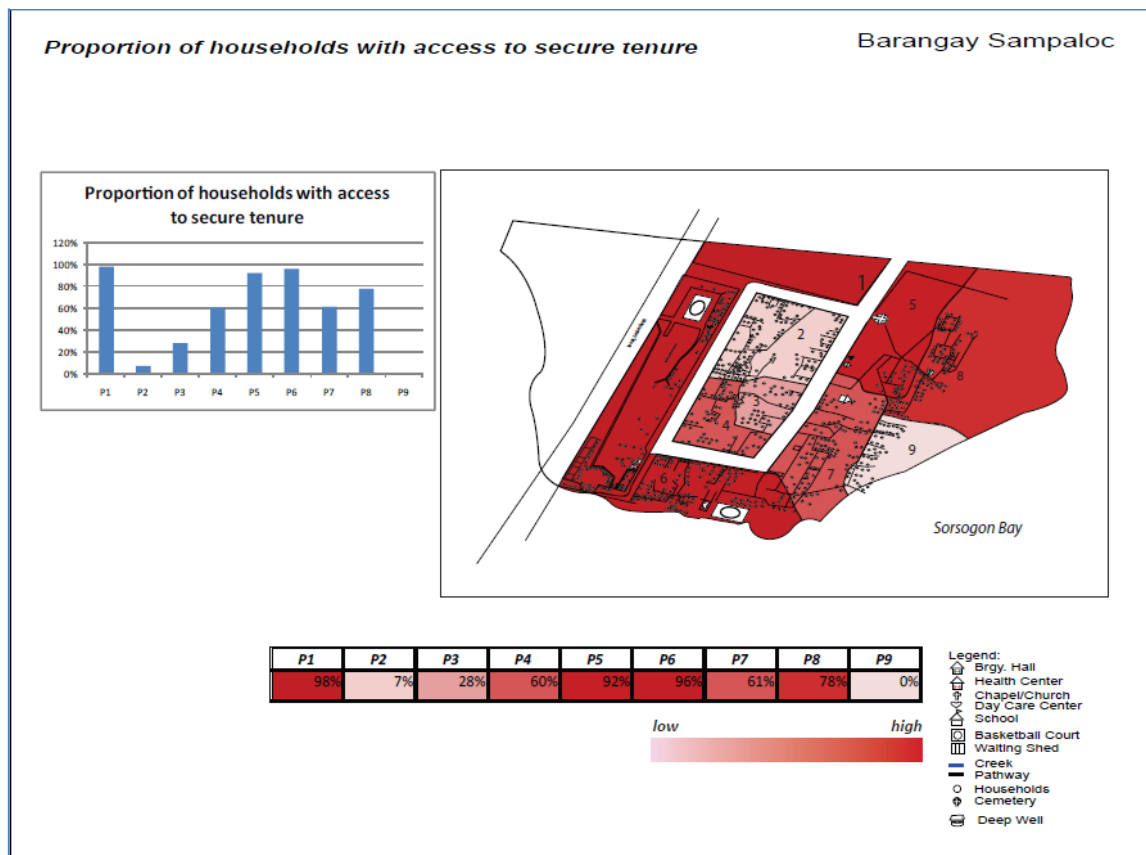 Proportion of households with access to secure tenure
Barangay Sampaloc
Proportion of households with access
to secure tenure
120%
100%
80%
60%
40%
20%
0%
P1 P2 P3 P4 P5 P6 P7 P8 P9
1
2
3
4
5
6
7
8
9
Sorsogon Bay
P1 P2 P3 P4 P5 P6 P7 P8 P9
98% 7% 28% 60% 92% 96% 61% 78% 0%
low high
Legend:
Brgy. Hall
Health Center
Chapel/Church
Day Care Center
School
Basketball Court
Waiting Shed
Creek
Pathway
Households
Cemetery
Deep Well